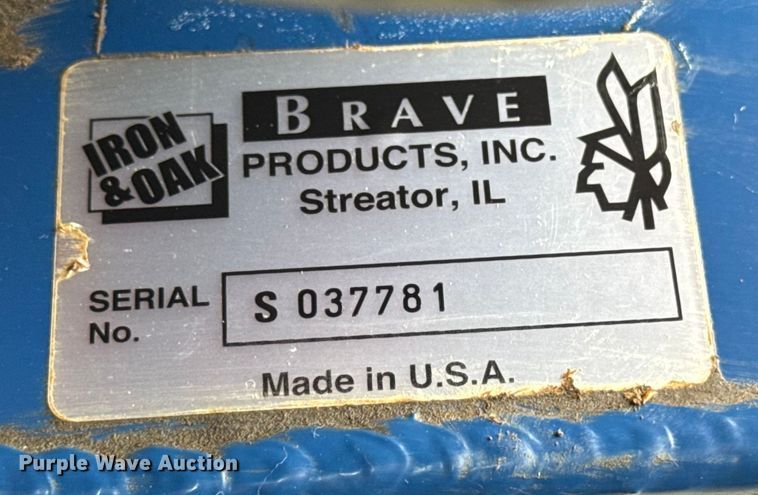 IRON
& OAK
BRAVE
PRODUCTS, INC.
Streator, IL
SERIAL
No.
S 037781
Made in U.S.A.
Purple Wave Auction